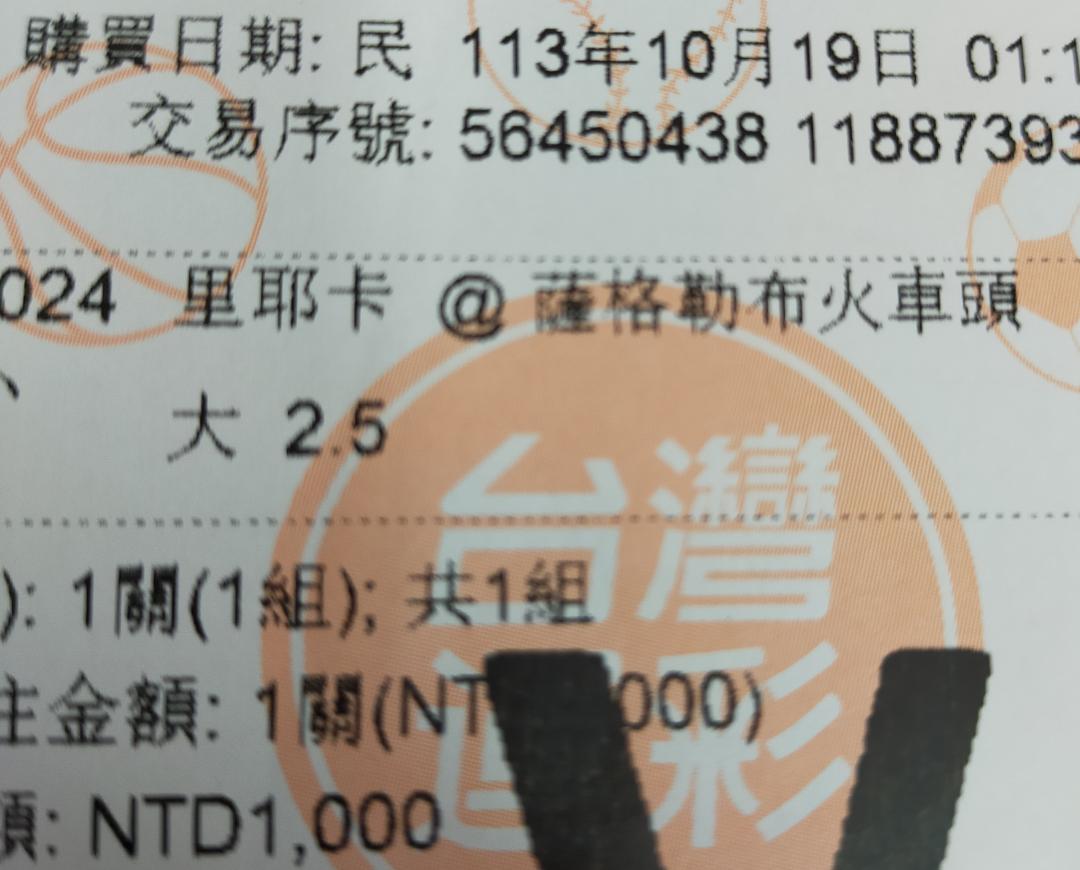 購買日期: 民 113年10月19日 01:1
交易序號: 56450438 11887393
024 里耶卡 @ 薩格勒布火車頭
、 大 2.5
台灣
運彩
): 1關(1組); 共1組
主金額: 1關(NT 000)
額: NTD1,000